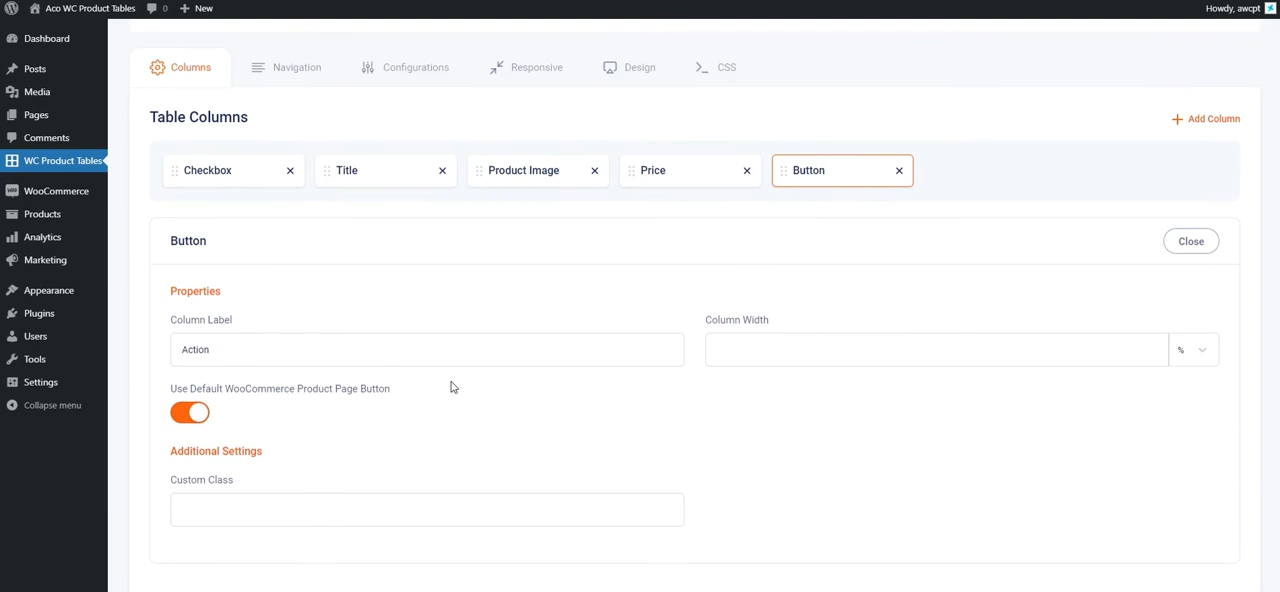 Aco WC Product Tables 0 New Howdy, awcpt
Dashboard
Posts
Media
Pages
Comments
WC Product Tables
WooCommerce
Products
Analytics
Marketing
Appearance
Plugins
Users
Tools
Settings
Collapse menu
Columns Navigation Configurations Responsive Design CSS
Table Columns
Add Column
Checkbox Title Product Image Price Button
Button
Close
Properties
Column Label Column Width
Action %
Use Default WooCommerce Product Page Button
Additional Settings
Custom Class